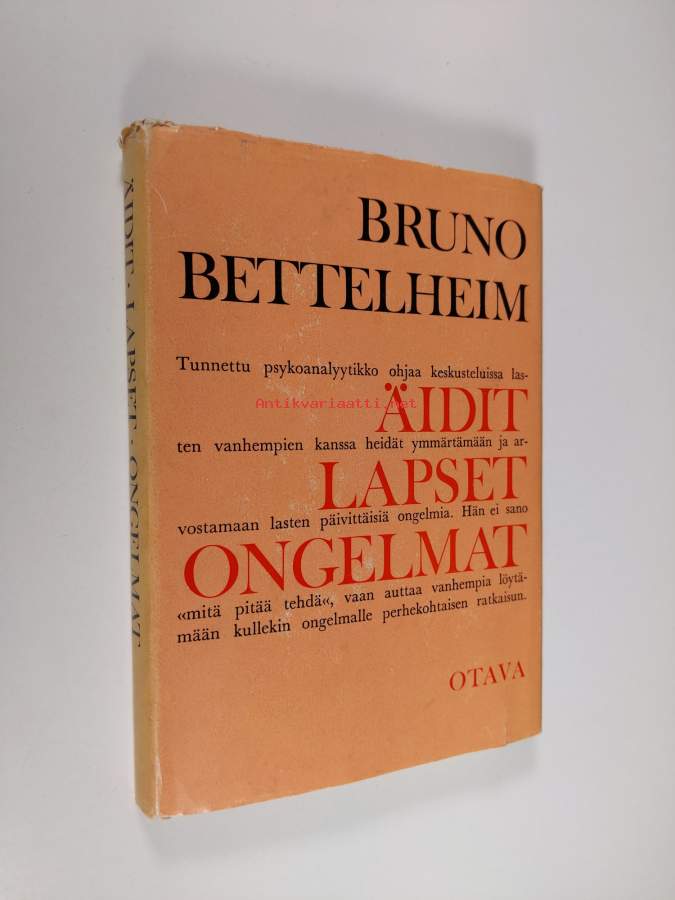 BRUNO
BETTELHEIM
Tunnettu psykoanalyytikko ohjaa keskusteluissa las-
ÄIDIT
ten vanhempien kanssa heidät ymmärtämään ja ar-
LAPSET
vostamaan lasten päivittäisiä ongelmia. Hän ei sano
ONGELMAT
«mitä pitää tehdä«, vaan auttaa vanhempia löytä-
mään kullekin ongelmalle perhekohtaisen ratkaisun.
OTAVA
ÄIDIT · LAPSET · ONGELMAT
Antikvariaatti.net